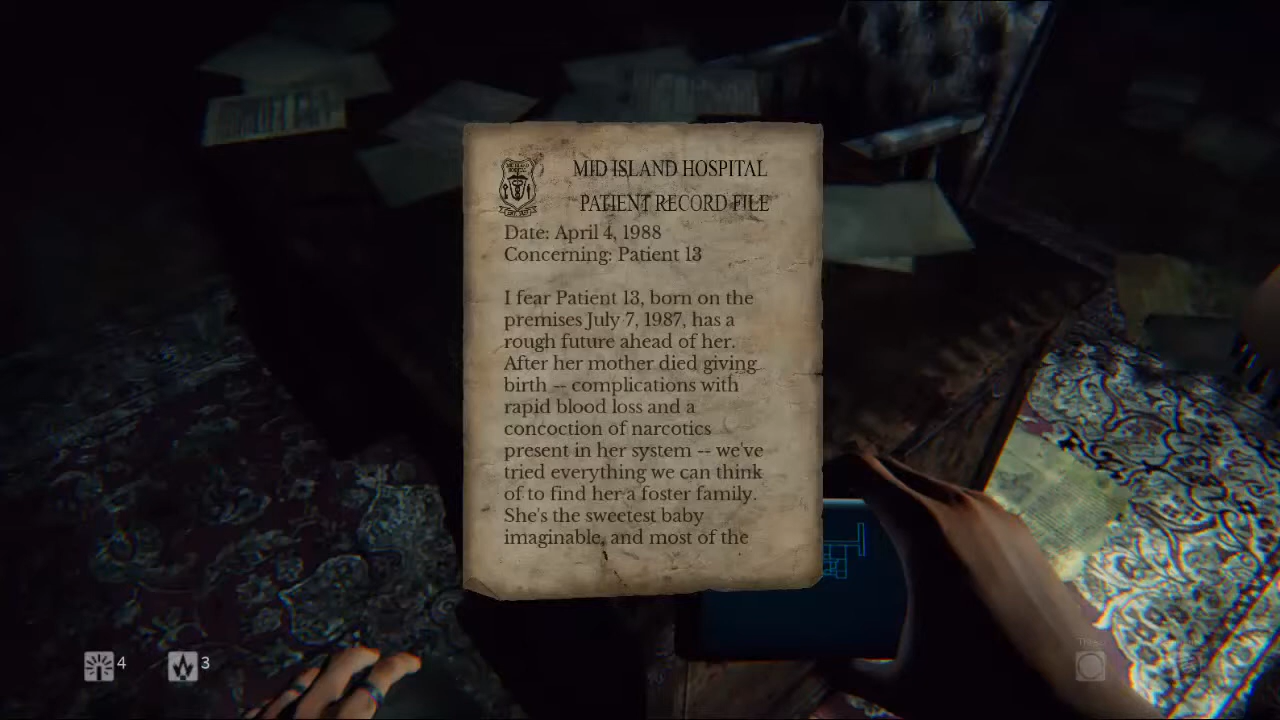 MID ISLAND HOSPITAL
PATIENT RECORD FILE
Date: April 4, 1988
Concerning: Patient 13
I fear Patient 13, born on the
premises July 7, 1987, has a
rough future ahead of her.
After her mother died giving
birth -- complications with
rapid blood loss and a
concoction of narcotics
present in her system -- we've
tried everything we can think
of to find her a foster family.
She's the sweetest baby
imaginable, and most of the
4
3